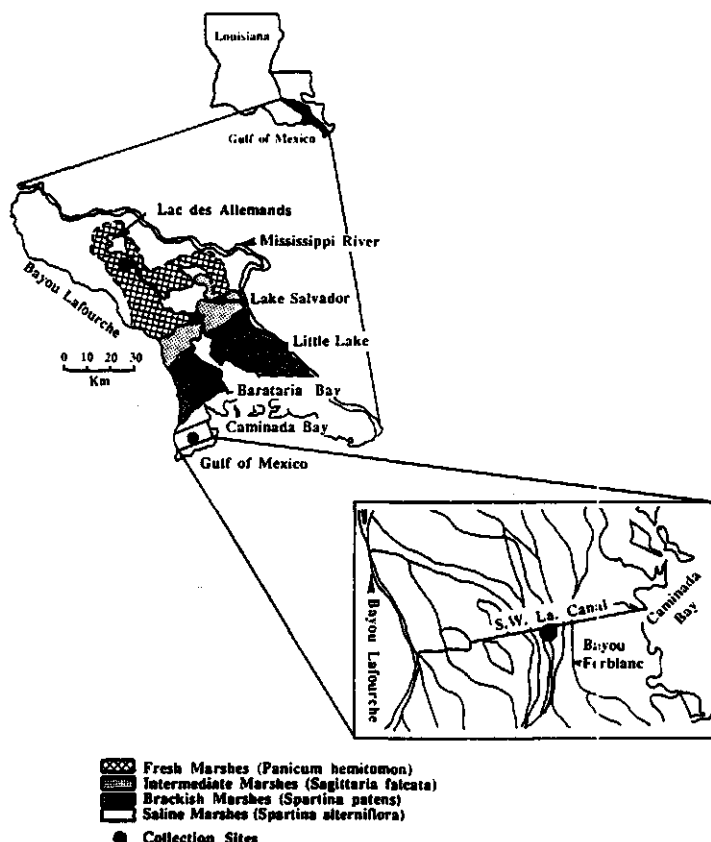 Louisiana
Gulf of Mexico
Lac des Allemands
Mississippi River
Bayou Lafourche
Lake Salvador
Little Lake
0 10 20 30
Km
Barataria Bay
Caminada Bay
Gulf of Mexico
S.W. La. Canal
Caminada
Bay
Bayou Lafourche
Bayou
Ferblanc
Fresh Marshes (Panicum hemitomon)
Intermediate Marshes (Sagittaria falcata)
Brackish Marshes (Spartina patens)
Saline Marshes (Spartina alterniflora)
Collection Sites